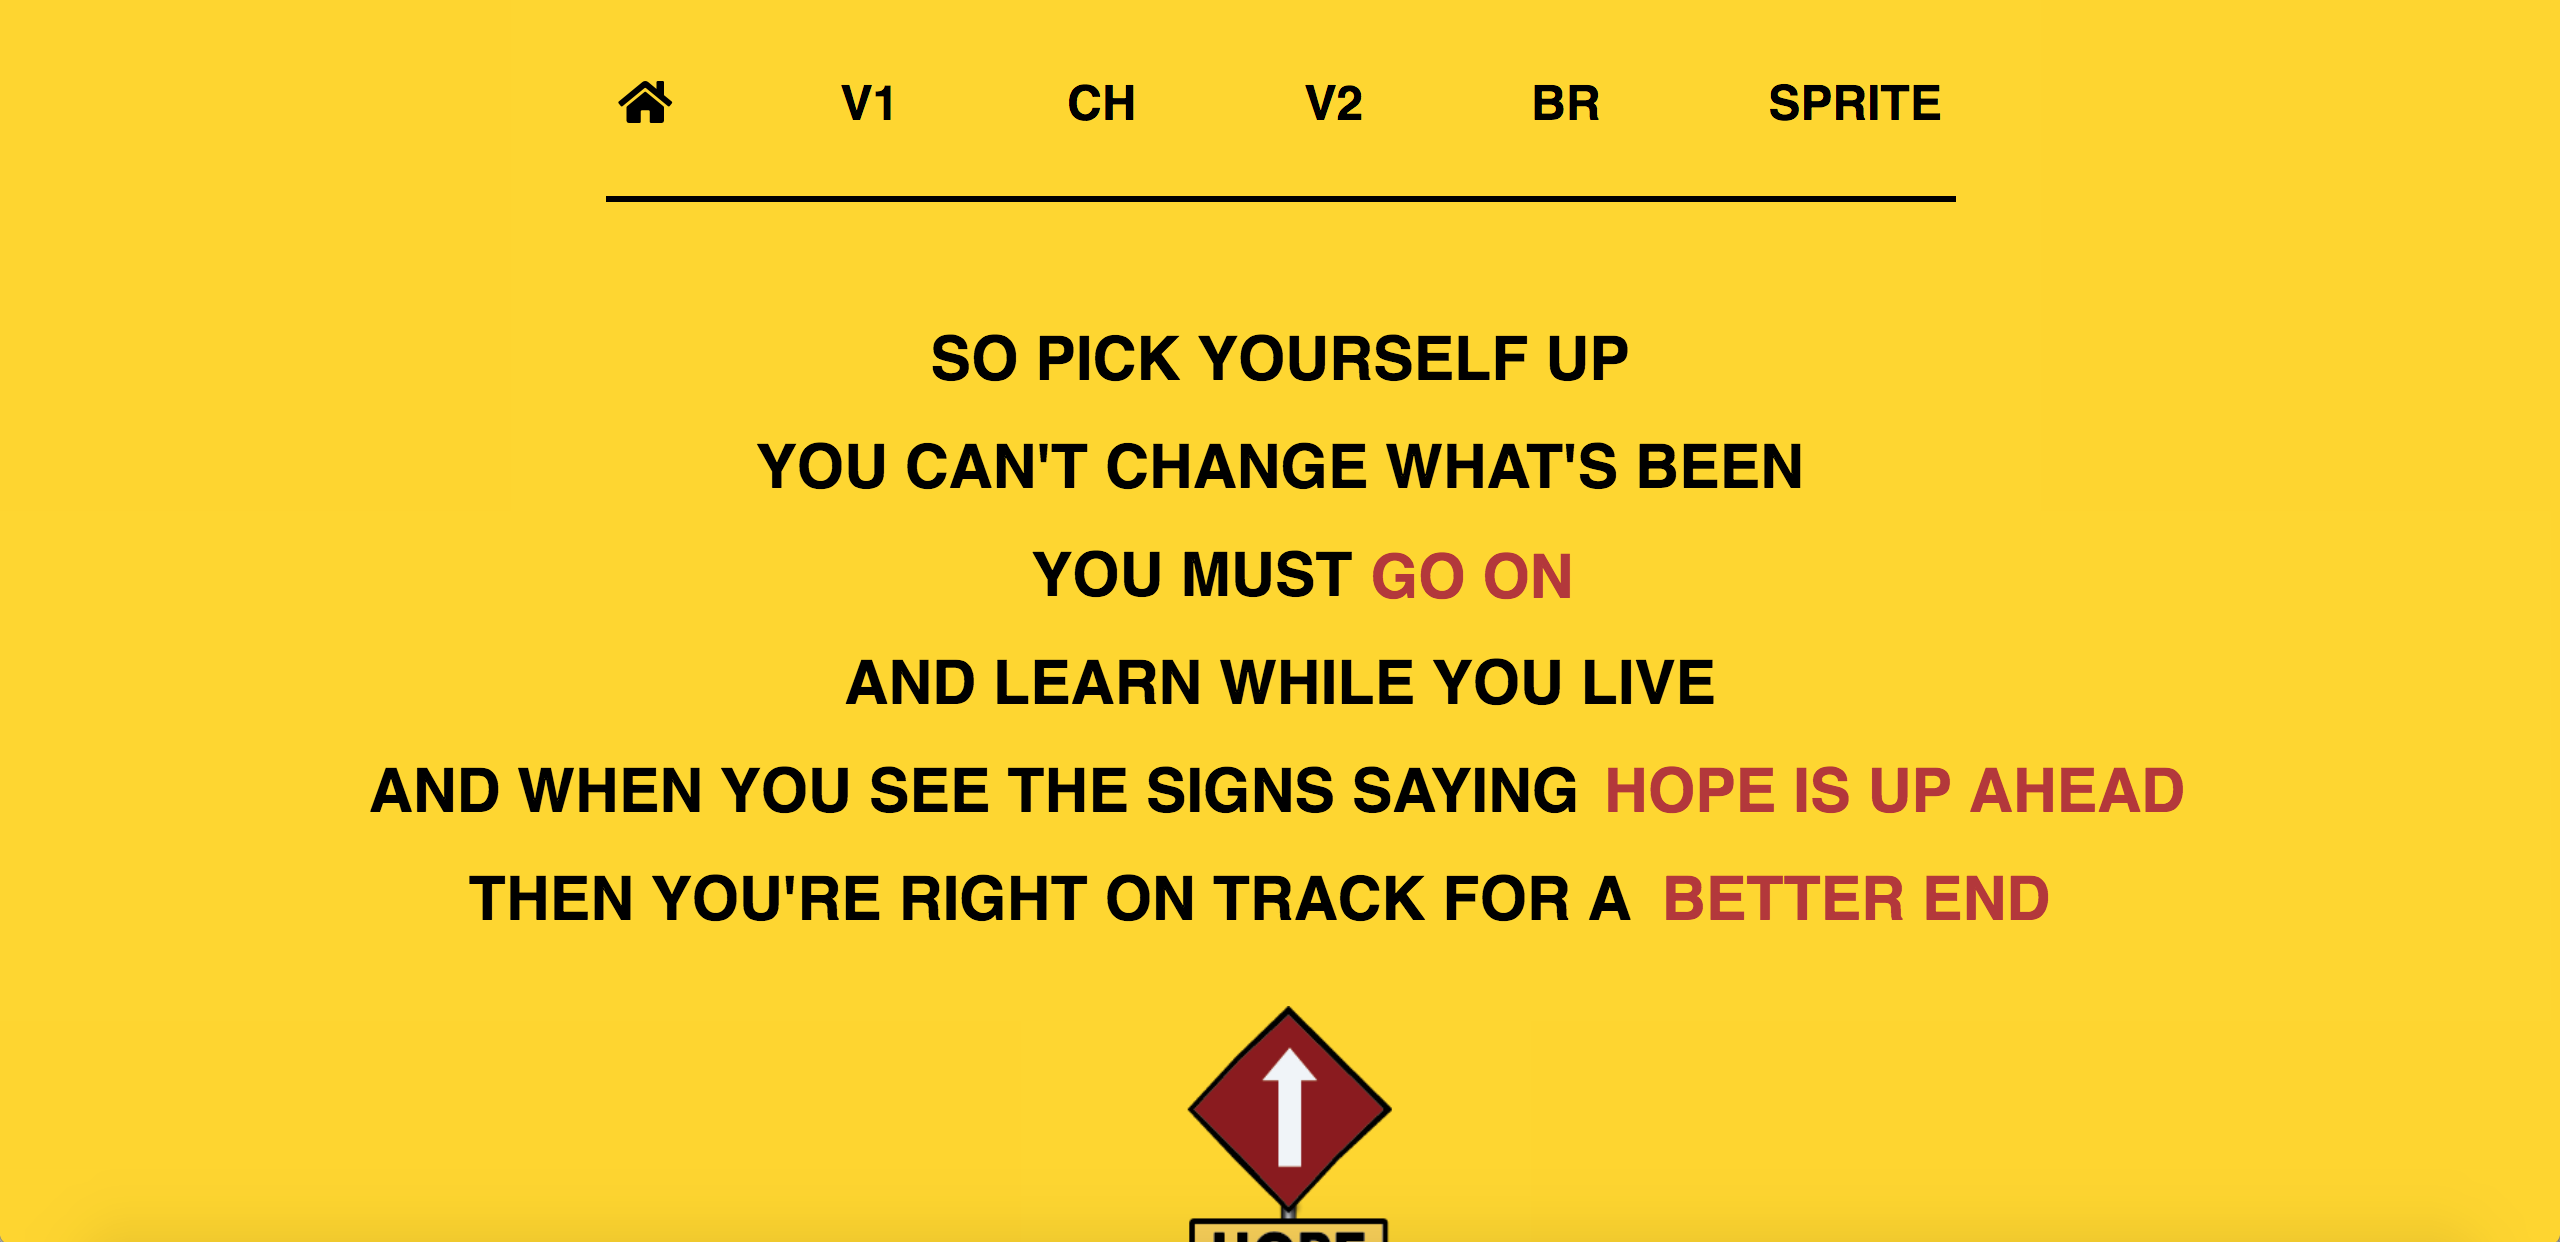 V1 CH V2 BR SPRITE
SO PICK YOURSELF UP
YOU CAN'T CHANGE WHAT'S BEEN
YOU MUST GO ON
AND LEARN WHILE YOU LIVE
AND WHEN YOU SEE THE SIGNS SAYING HOPE IS UP AHEAD
THEN YOU'RE RIGHT ON TRACK FOR A BETTER END
HOPE